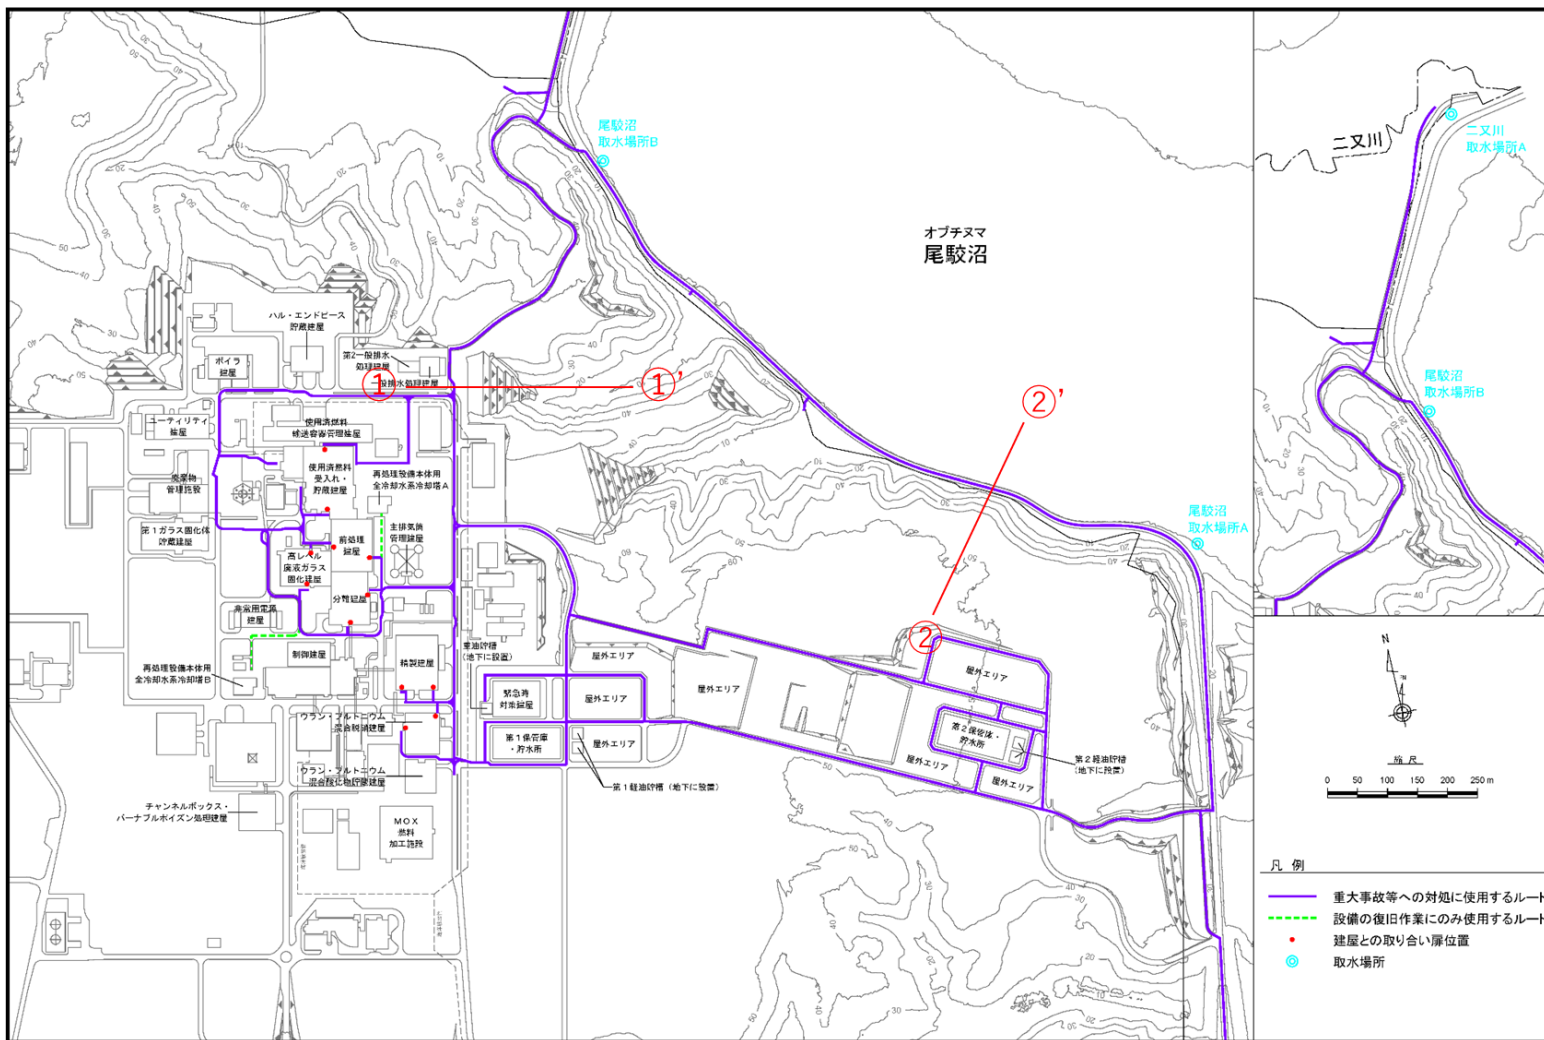 尾駮沼
取水場所B
オブチヌマ
尾駮沼
二又川
二又川
取水場所A
尾駮沼
取水場所B
ハル・エンドピース
貯蔵建屋
ボイラ
建屋
第2一般排水
処理建屋
一般排水処理建屋
①
①’
②’
②
ユーティリティ
建屋
使用済燃料
輸送容器管理建屋
使用済燃料
受入れ・
貯蔵建屋
再処理設備本体用
安全冷却水系冷却塔A
廃棄物
管理施設
第1ガラス固化体
貯蔵建屋
前処理
建屋
主排気筒
管理建屋
高レベル
廃液ガラス
固化建屋
分離建屋
非常用電源
建屋
制御建屋
精製建屋
重油貯槽
(地下に設置)
再処理設備本体用
安全冷却水系冷却塔B
ウラン・プルトニウム
混合脱硝建屋
ウラン・プルトニウム
混合酸化物貯蔵建屋
チャンネルボックス・
バーナブルポイズン処理建屋
MOX
燃料
加工施設
緊急時
対策建屋
第1保管庫
・貯水所
屋外エリア
屋外エリア
屋外エリア
屋外エリア
屋外エリア
屋外エリア
屋外エリア
第2保管庫・
貯水所
第1軽油貯槽(地下に設置)
第2軽油貯槽
(地下に設置)
尾駮沼
取水場所A
N
縮尺
0 50 100 150 200 250m
凡例
重大事故等への対処に使用するルート
設備の復旧作業にのみ使用するルート
建屋との取り合い扉位置
取水場所